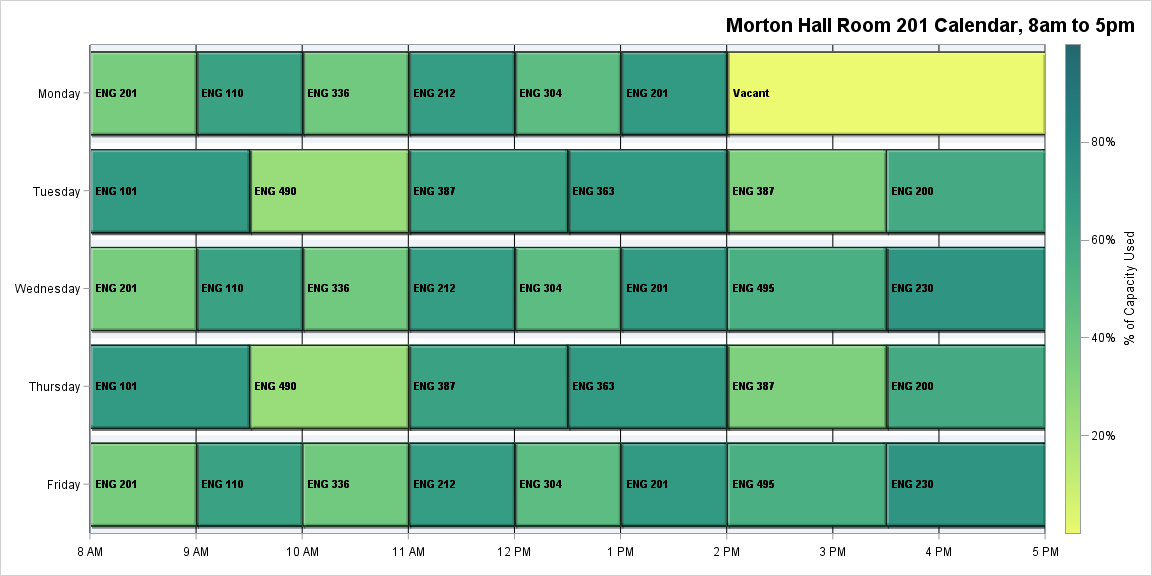 Morton Hall Room 201 Calendar, 8am to 5pm
Monday ENG 201 ENG 110 ENG 336 ENG 212 ENG 304 ENG 201 Vacant
80%
Tuesday ENG 101 ENG 490 ENG 387 ENG 363 ENG 387 ENG 200
60%
% of Capacity Used
Wednesday ENG 201 ENG 110 ENG 336 ENG 212 ENG 304 ENG 201 ENG 495 ENG 230
40%
Thursday ENG 101 ENG 490 ENG 387 ENG 363 ENG 387 ENG 200
20%
Friday ENG 201 ENG 110 ENG 336 ENG 212 ENG 304 ENG 201 ENG 495 ENG 230
8 AM 9 AM 10 AM 11 AM 12 PM 1 PM 2 PM 3 PM 4 PM 5 PM